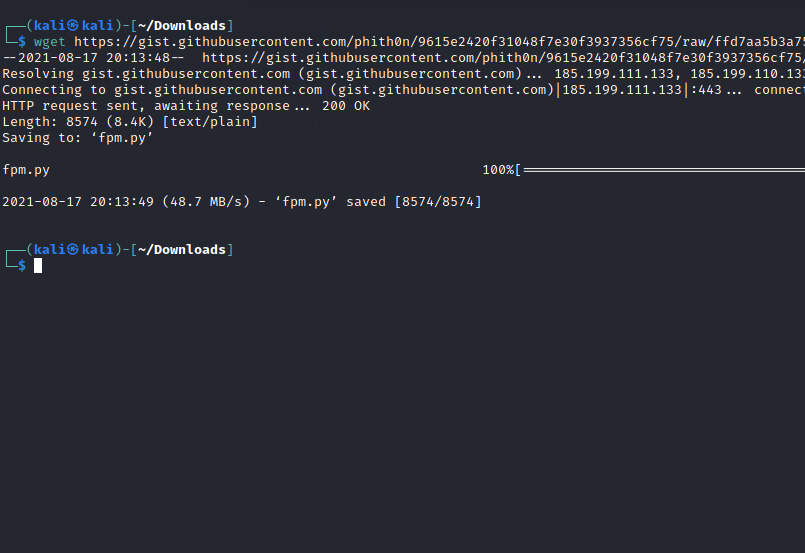 ┌──(kali㉿kali)-[~/Downloads]
└─$ wget https://gist.githubusercontent.com/phith0n/9615e2420f31048f7e30f3937356cf75/raw/ffd7aa5b3a75
--2021-08-17 20:13:48-- https://gist.githubusercontent.com/phith0n/9615e2420f31048f7e30f3937356cf75/
Resolving gist.githubusercontent.com (gist.githubusercontent.com)... 185.199.111.133, 185.199.110.133
Connecting to gist.githubusercontent.com (gist.githubusercontent.com)|185.199.111.133|:443... connect
HTTP request sent, awaiting response... 200 OK
Length: 8574 (8.4K) [text/plain]
Saving to: ‘fpm.py’
fpm.py 100%[===================================
2021-08-17 20:13:49 (48.7 MB/s) - ‘fpm.py’ saved [8574/8574]
┌──(kali㉿kali)-[~/Downloads]
└─$